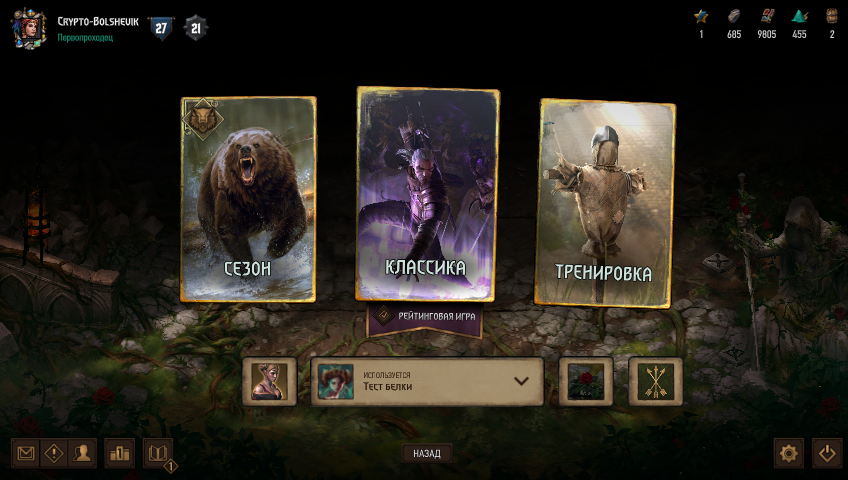 Crypto-Bolshevik
Первопроходец
27
21
1
685
9805
455
2
СЕЗОН
КЛАССИКА
ТРЕНИРОВКА
РЕЙТИНГОВАЯ ИГРА
ИСПОЛЬЗУЕТСЯ
Тест белки
1
НАЗАД